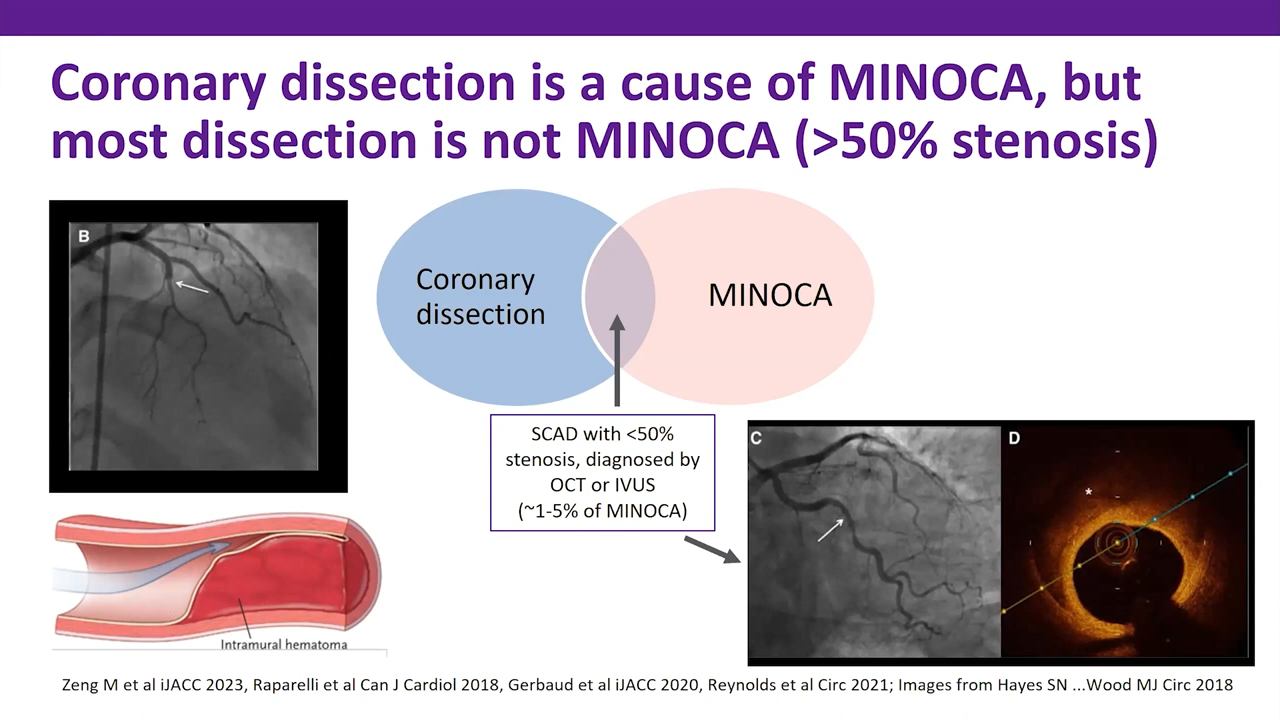 Coronary dissection is a cause of MINOCA, but
most dissection is not MINOCA (>50% stenosis)
B
Coronary
dissection
MINOCA
SCAD with <50%
stenosis, diagnosed by
OCT or IVUS
(~1-5% of MINOCA)
C
D
*
Intramural hematoma
Zeng M et al iJACC 2023, Raparelli et al Can J Cardiol 2018, Gerbaud et al iJACC 2020, Reynolds et al Circ 2021; Images from Hayes SN ...Wood MJ Circ 2018